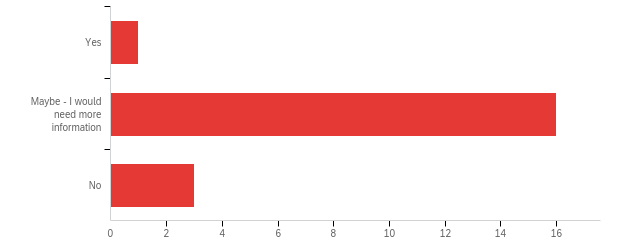 Yes
Maybe - I would
need more
information
No
0 2 4 6 8 10 12 14 16